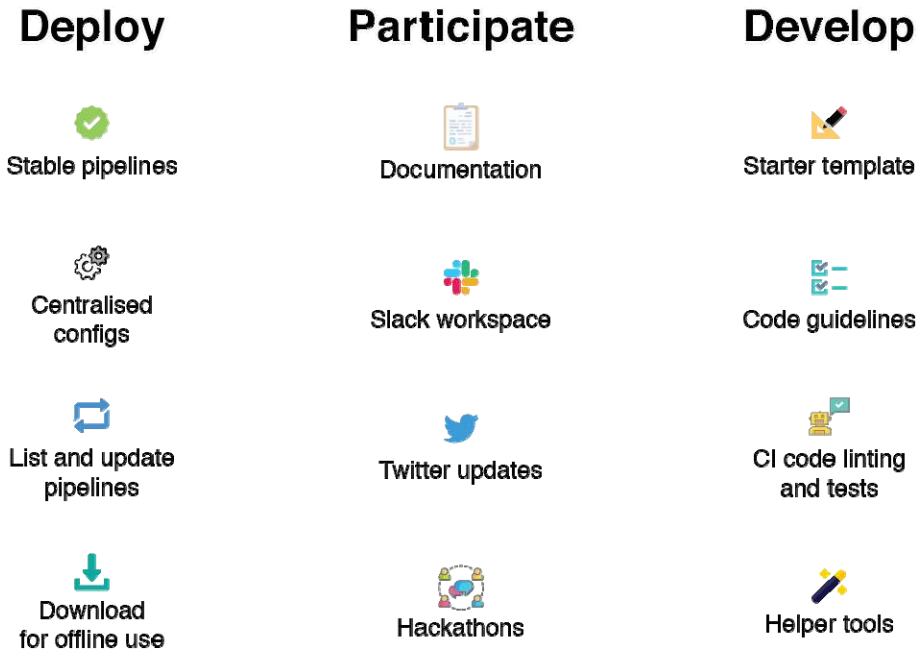 Deploy
Participate
Develop
Stable pipelines
Documentation
Starter template
Centralised
configs
Slack workspace
Code guidelines
List and update
pipelines
Twitter updates
CI code linting
and tests
Download
for offline use
Hackathons
Helper tools